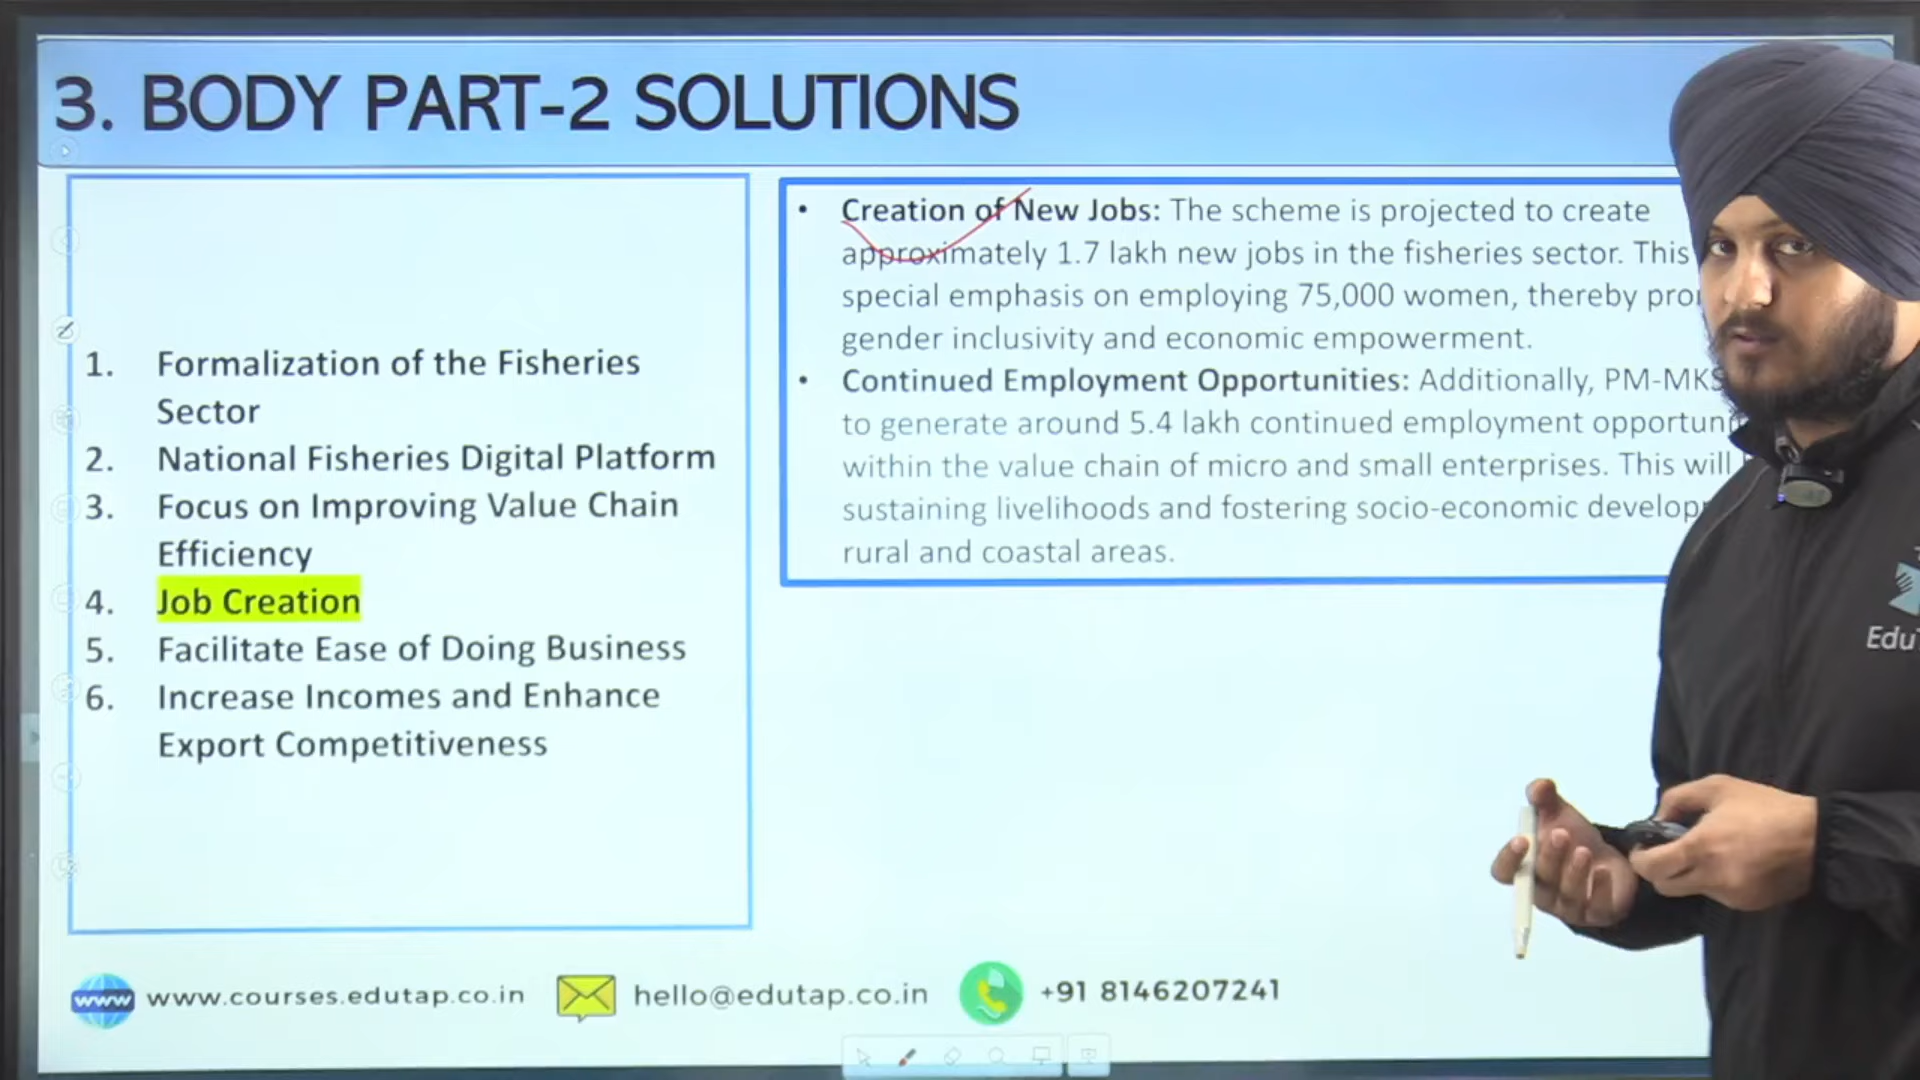 3. BODY PART-2 SOLUTIONS
1. Formalization of the Fisheries
Sector
2. National Fisheries Digital Platform
3. Focus on Improving Value Chain
Efficiency
4. Job Creation
5. Facilitate Ease of Doing Business
6. Increase Incomes and Enhance
Export Competitiveness
• Creation of New Jobs: The scheme is projected to create
approximately 1.7 lakh new jobs in the fisheries sector. This
special emphasis on employing 75,000 women, thereby
gender inclusivity and economic empowerment.
• Continued Employment Opportunities: Additionally,
to generate around 5.4 lakh continued employment
within the value chain of micro and small enterprises. This will
sustaining livelihoods and fostering socio-economic
rural and coastal areas.
www www.courses.edutap.co.in
hello@edutap.co.in
+91 8146207241